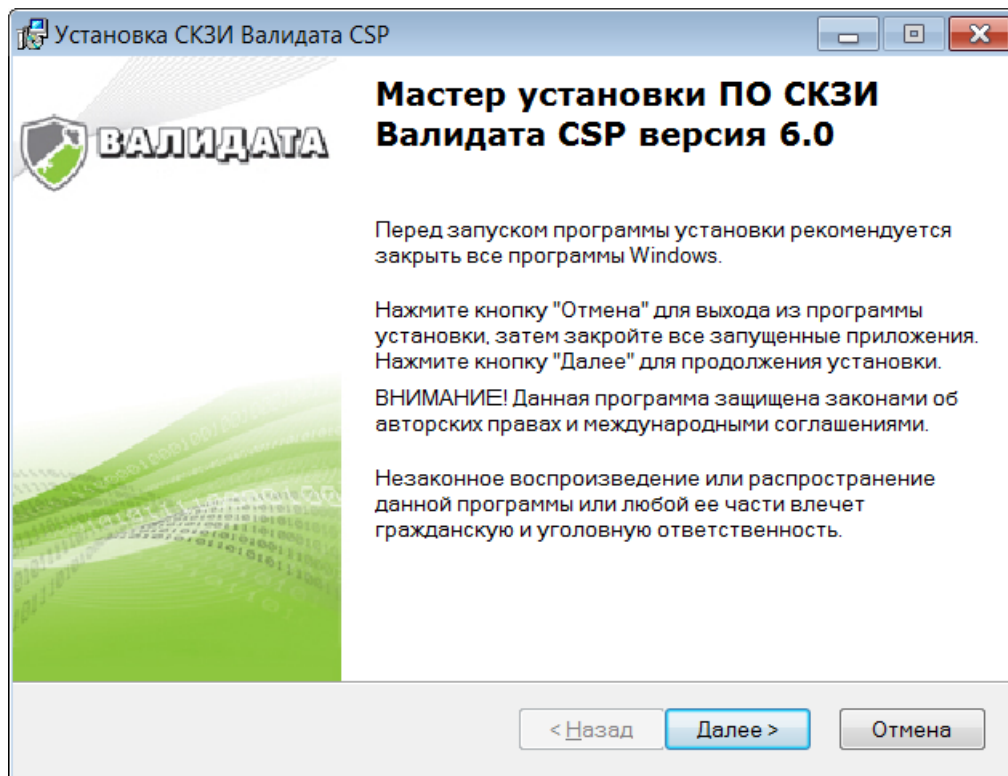 Установка СКЗИ Валидата CSP
ВАЛИДАТА
Мастер установки ПО СКЗИ
Валидата CSP версия 6.0
Перед запуском программы установки рекомендуется
закрыть все программы Windows.
Нажмите кнопку "Отмена" для выхода из программы
установки, затем закройте все запущенные приложения.
Нажмите кнопку "Далее" для продолжения установки.
ВНИМАНИЕ! Данная программа защищена законами об
авторских правах и международными соглашениями.
Незаконное воспроизведение или распространение
данной программы или любой ее части влечет
гражданскую и уголовную ответственность.
< Назад
Далее >
Отмена